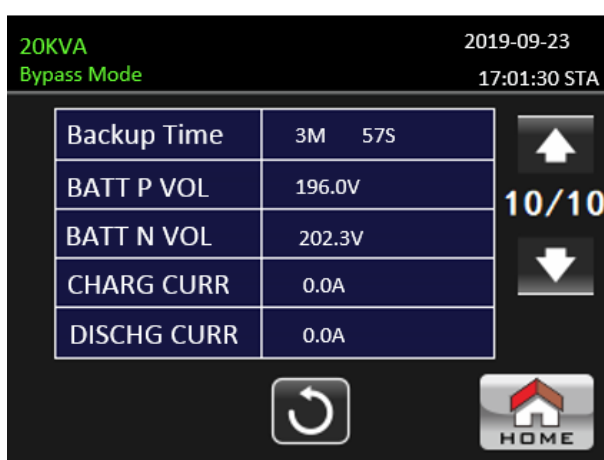 20KVA 2019-09-23
Bypass Mode 17:01:30 STA
Backup Time 3M 57S
BATT P VOL 196.0V
10/10
BATT N VOL 202.3V
CHARG CURR 0.0A
DISCHG CURR 0.0A
HOME